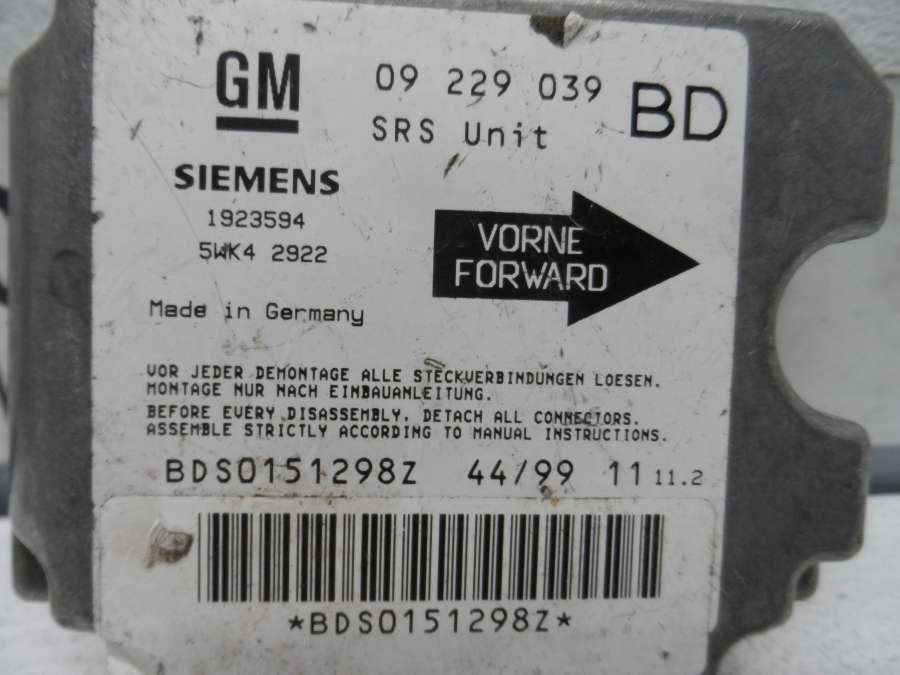 GM
09 229 039
BD
SRS Unit
SIEMENS
1923594
5WK4 2922
VORNE
FORWARD
Made in Germany
VOR JEDER DEMONTAGE ALLE STECKVERBINDUNGEN LOESEN.
MONTAGE NUR NACH EINBAUANLEITUNG.
BEFORE EVERY DISASSEMBLY, DETACH ALL CONNECTORS.
ASSEMBLE STRICTLY ACCORDING TO MANUAL INSTRUCTIONS.
BDS0151298Z 44/99 11 11.2
*BDS0151298Z*